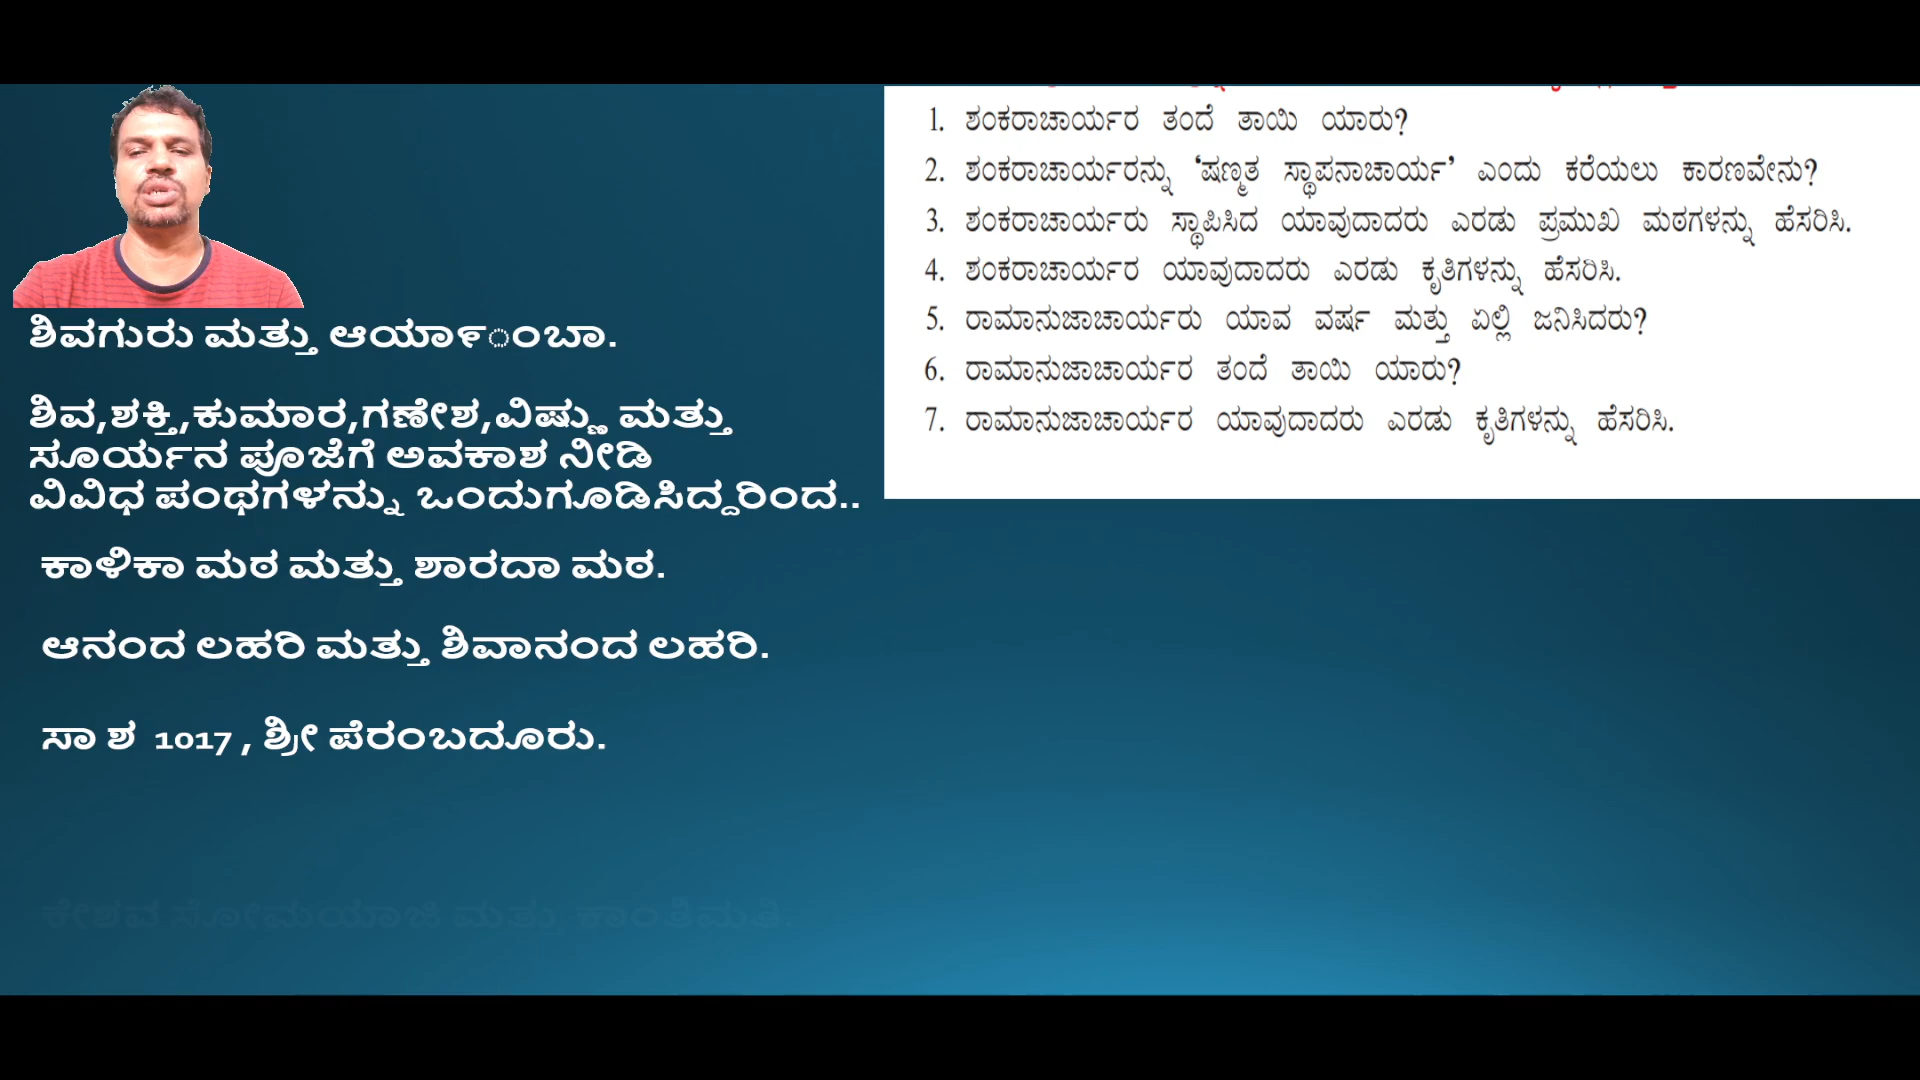 ಶಿವಗುರು ಮತ್ತು ಆಯಾ೯ಂಬಾ.
ಶಿವ,ಶಕ್ತಿ,ಕುಮಾರ,ಗಣೇಶ,ವಿಷ್ಣು ಮತ್ತು
ಸೂರ್ಯನ ಪೂಜೆಗೆ ಅವಕಾಶ ನೀಡಿ
ವಿವಿಧ ಪಂಥಗಳನ್ನು ಒಂದುಗೂಡಿಸಿದ್ದರಿಂದ..
ಕಾಳಿಕಾ ಮಠ ಮತ್ತು ಶಾರದಾ ಮಠ.
ಆನಂದ ಲಹರಿ ಮತ್ತು ಶಿವಾನಂದ ಲಹರಿ.
ಸಾ ಶ 1017 , ಶ್ರೀ ಪೆರಂಬದೂರು.
ಕೇಶವ ಸೋಮಯಾಜಿ ಮತ್ತು ಕಾಂತಿಮತಿ.
1. ಶಂಕರಾಚಾರ್ಯರ ತಂದೆ ತಾಯಿ ಯಾರು?
2. ಶಂಕರಾಚಾರ್ಯರನ್ನು ‘ಷಣ್ಮತ ಸ್ಥಾಪನಾಚಾರ್ಯ’ ಎಂದು ಕರೆಯಲು ಕಾರಣವೇನು?
3. ಶಂಕರಾಚಾರ್ಯರು ಸ್ಥಾಪಿಸಿದ ಯಾವುದಾದರು ಎರಡು ಪ್ರಮುಖ ಮಠಗಳನ್ನು ಹೆಸರಿಸಿ.
4. ಶಂಕರಾಚಾರ್ಯರ ಯಾವುದಾದರು ಎರಡು ಕೃತಿಗಳನ್ನು ಹೆಸರಿಸಿ.
5. ರಾಮಾನುಜಾಚಾರ್ಯರು ಯಾವ ವರ್ಷ ಮತ್ತು ಏಲ್ಲಿ ಜನಿಸಿದರು?
6. ರಾಮಾನುಜಾಚಾರ್ಯರ ತಂದೆ ತಾಯಿ ಯಾರು?
7. ರಾಮಾನುಜಾಚಾರ್ಯರ ಯಾವುದಾದರು ಎರಡು ಕೃತಿಗಳನ್ನು ಹೆಸರಿಸಿ.